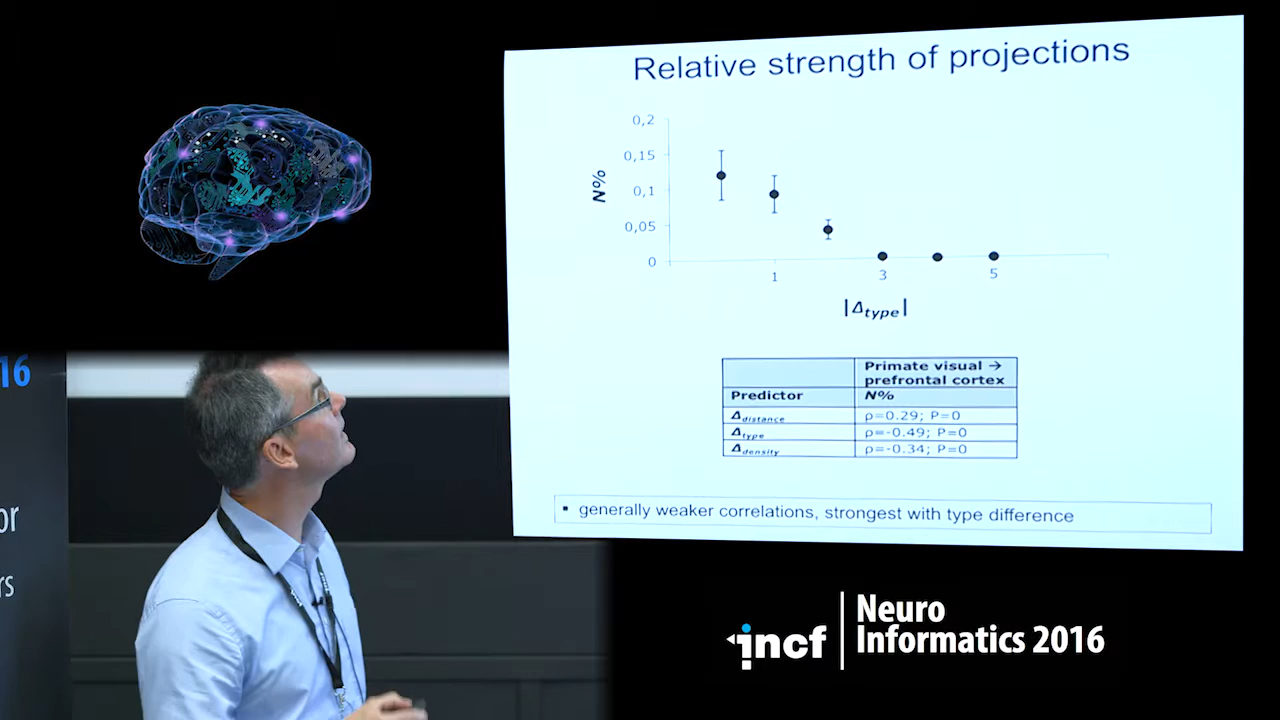 Relative strength of projections
0,2
0,15
0,1
0,05
0
N%
1
3
5
|Δtype|
Primate visual →
prefrontal cortex
Predictor
N%
Δdistance
ρ=0.29; P=0
Δtype
ρ=-0.49; P=0
Δdensity
ρ=-0.34; P=0
▪ generally weaker correlations, strongest with type difference
16
or
rs
incf
Neuro
Informatics 2016